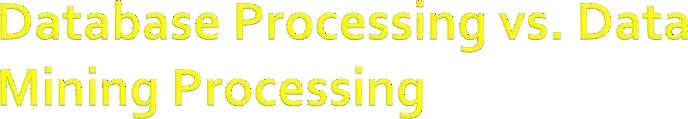 Database Processing vs. Data
Mining Processing